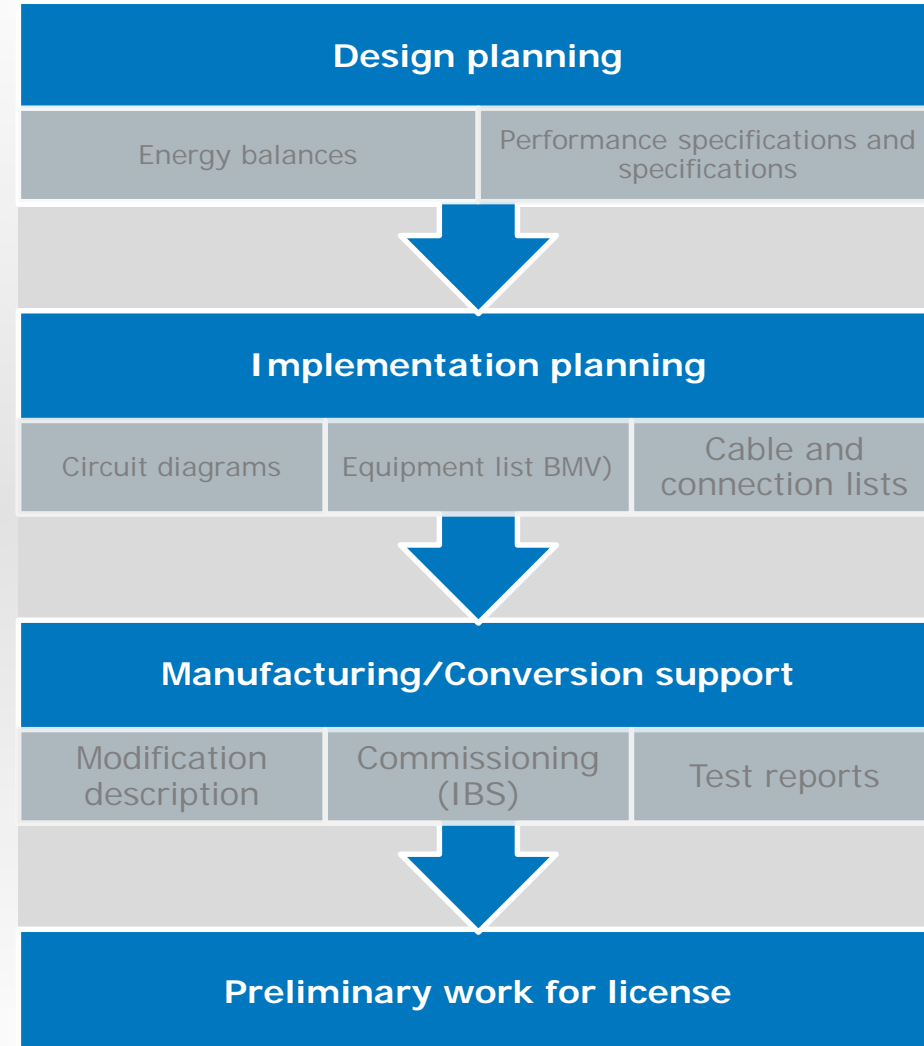 Design planning
Energy balances
Performance specifications and
specifications
Implementation planning
Circuit diagrams
Equipment list BMV)
Cable and
connection lists
Manufacturing/Conversion support
Modification
description
Commissioning
(IBS)
Test reports
Preliminary work for license